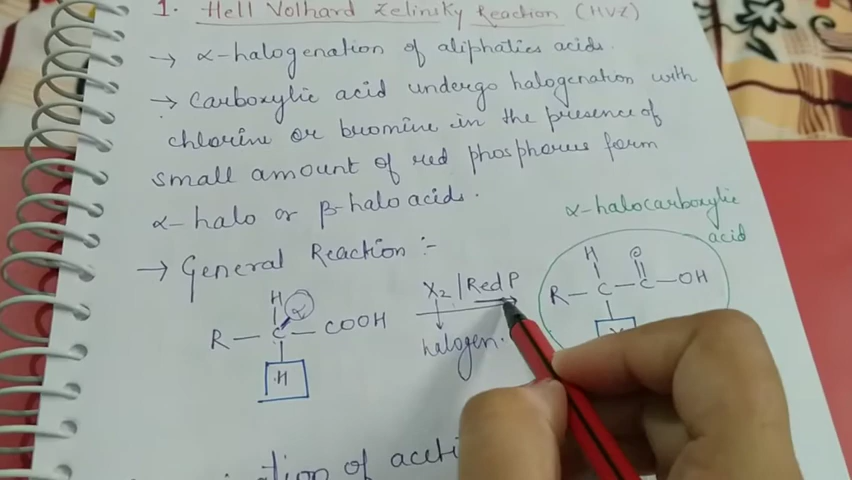 1. Hell Volhard Zelinsky Reaction (HVZ)
→ α-halogenation of aliphatics acids.
→ Carboxylic acid undergo halogenation with
chlorine or bromine in the presence of
small amount of red phosphorus form
α-halo or β-halo acids.
→ General Reaction :-
α-halocarboxylic
acid
H α
R — C — COOH
H
X₂ / Red P
halogen.
H O
R — C — C — OH
of aceti